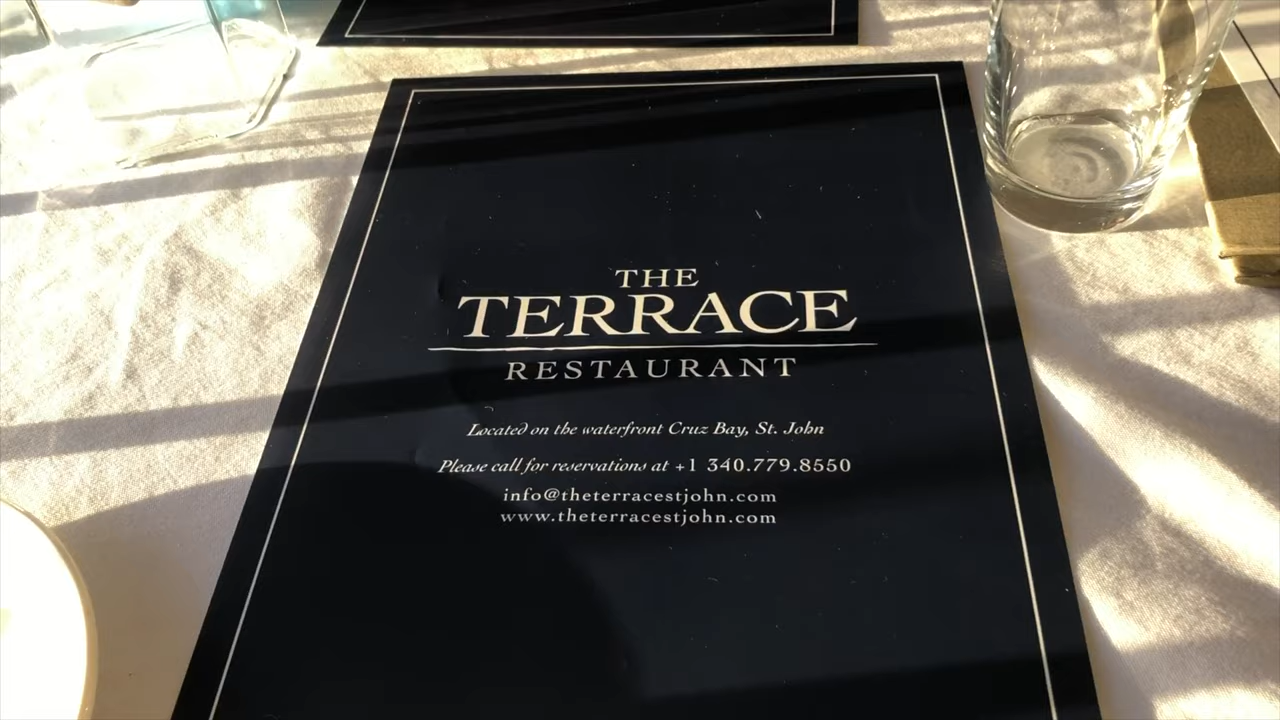 THE
TERRACE
RESTAURANT
Located on the waterfront Cruz Bay, St. John
Please call for reservations at +1 340.779.8550
info@theterracestjohn.com
www.theterracestjohn.com